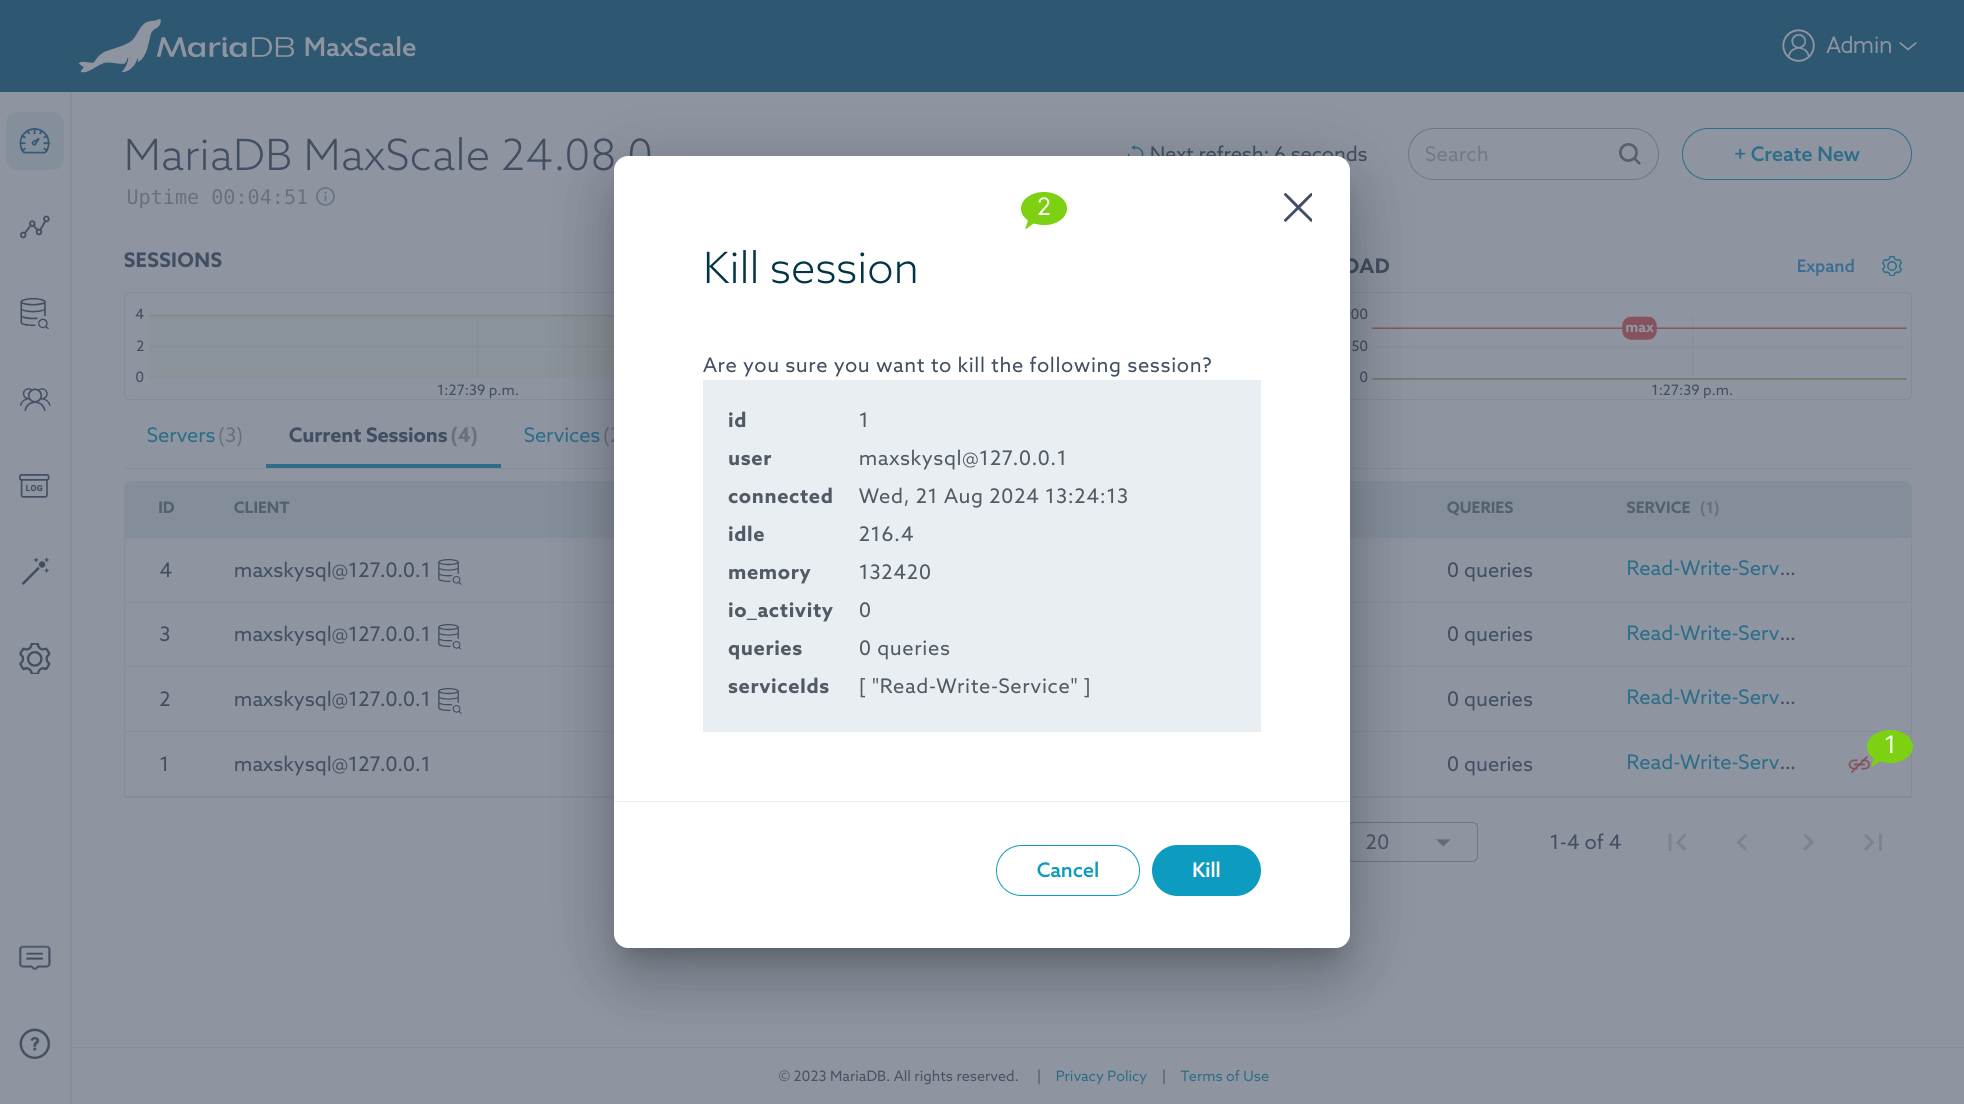 MariaDB MaxScale
Admin
MariaDB MaxScale 24.08.0
Next refresh: 6 seconds
Search
+ Create New
Uptime 00:04:51
SESSIONS
Expand
4
2
0
1:27:39 p.m.
max
50
0
1:27:39 p.m.
Servers (3)
Current Sessions (4)
Services
ID CLIENT QUERIES SERVICE (1)
4 maxskysql@127.0.0.1 0 queries Read-Write-Serv...
3 maxskysql@127.0.0.1 0 queries Read-Write-Serv...
2 maxskysql@127.0.0.1 0 queries Read-Write-Serv...
1 maxskysql@127.0.0.1 0 queries Read-Write-Serv...
1
20
1-4 of 4
LOG
?
2
Kill session
Are you sure you want to kill the following session?
id 1
user maxskysql@127.0.0.1
connected Wed, 21 Aug 2024 13:24:13
idle 216.4
memory 132420
io_activity 0
queries 0 queries
serviceIds [ "Read-Write-Service" ]
Cancel
Kill
© 2023 MariaDB. All rights reserved. | Privacy Policy | Terms of Use